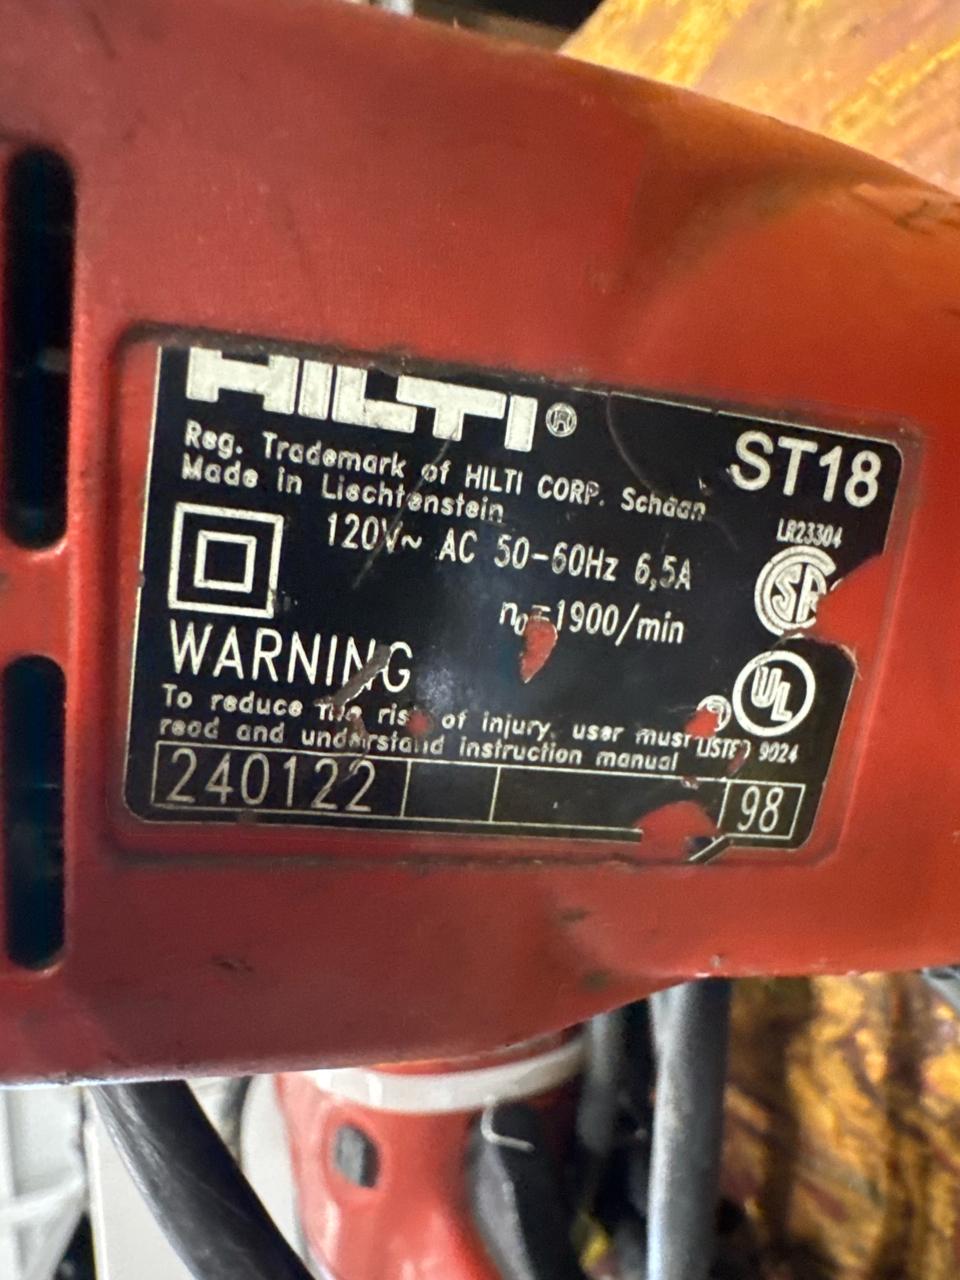 HILTI®
ST18
Reg. Trademark of HILTI CORP. Schaan
Made in Liechtenstein
LR23304
120V~ AC 50-60Hz 6,5A
SA
n₀=1900/min
WARNING
UL
To reduce the risk of injury, user must
read and understand instruction manual
LISTED 9024
240122
98